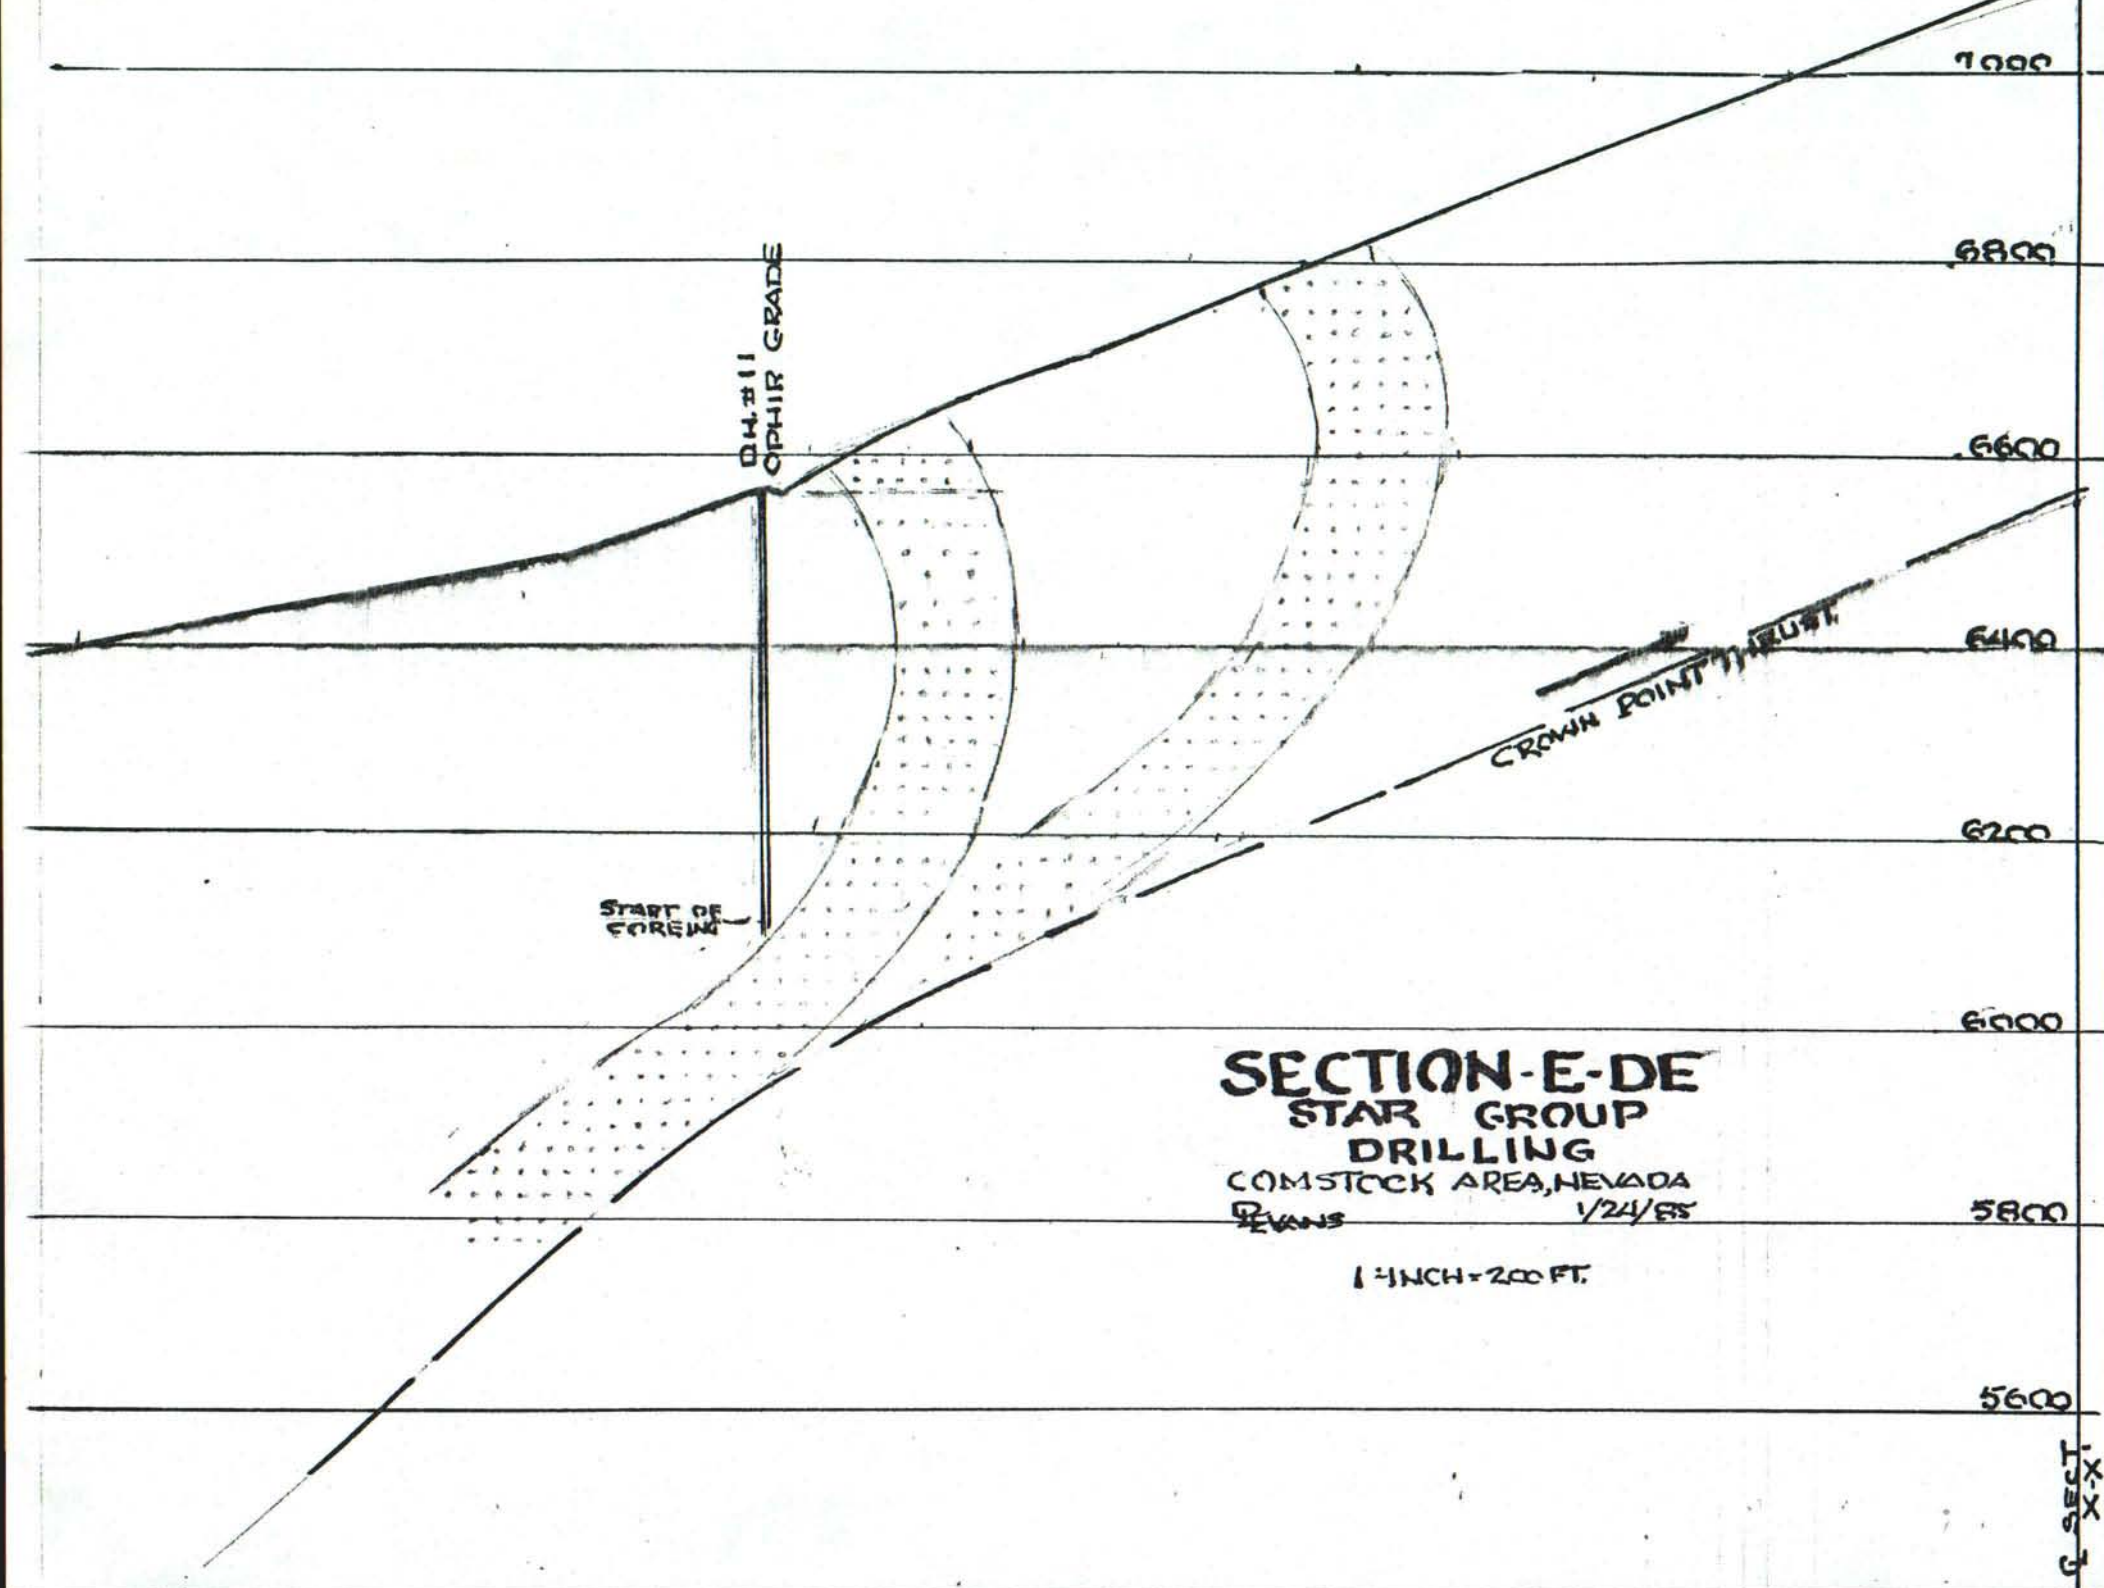 7000
6800
D.H.#11
OPHIR GRADE
6600
6400
CROWN POINT THRUST
6200
START OF
COREING
6000
SECTION-E-DE
STAR GROUP
DRILLING
COMSTOCK AREA, NEVADA
EVANS 1/24/85
5800
1-INCH=200 FT.
5600
SECT
X-X'